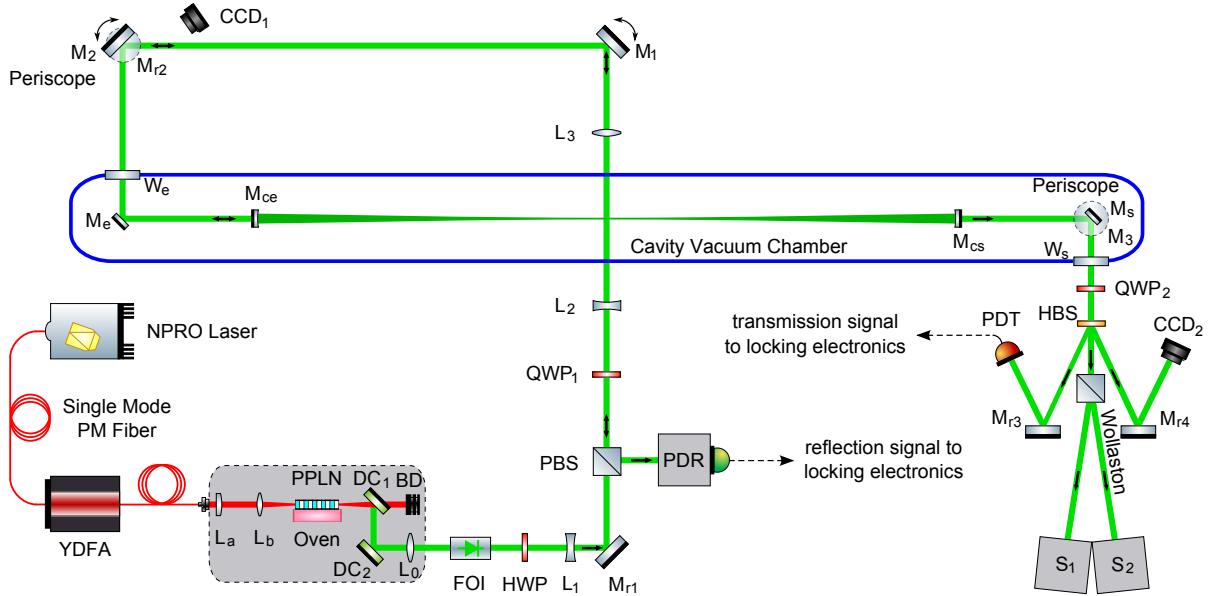 CCD1
M2
Mr2
Periscope
M1
L3
We
Mce
Me
Periscope
Ms
M3
Mcs
Ws
Cavity Vacuum Chamber
QWP2
L2
HBS
NPRO Laser
transmission signal
to locking electronics
PDT
CCD2
QWP1
Single Mode
PM Fiber
Mr3
Mr4
Wollaston
PBS
PDR
reflection signal to
locking electronics
PPLN
DC1
BD
YDFA
La
Lb
Oven
DC2
L0
FOI
HWP
L1
Mr1
S1
S2